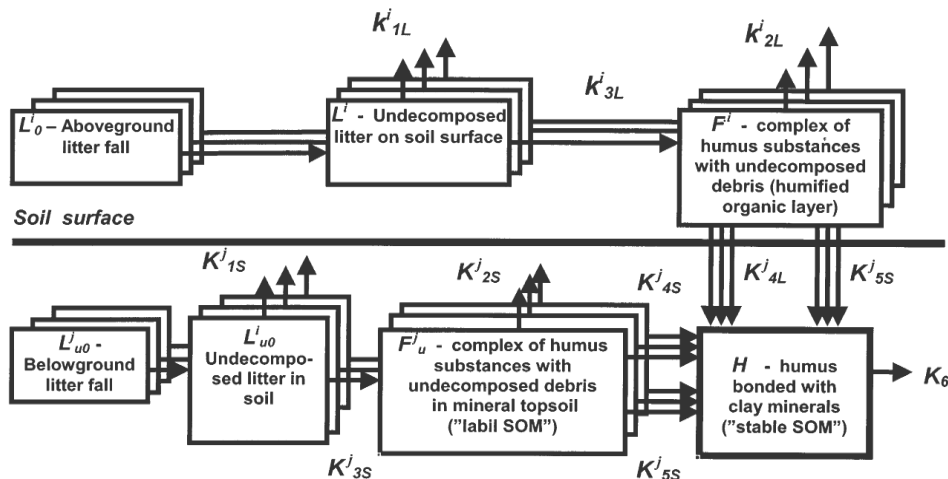 k^i_1L
k^i_2L
k^i_3L
L^i_0 – Aboveground
litter fall
L^i - Undecomposed
litter on soil surface
F^i - complex of
humus substances
with undecomposed
debris (humified
organic layer)
Soil surface
K^j_1S
K^j_2S
K^j_4S
K^j_4L
K^j_5S
L^j_u0 –
Belowground
litter fall
L^i_u0
Undecompo-
sed litter in
soil
F^j_u - complex of humus
substances with
undecomposed debris
in mineral topsoil
("labil SOM")
H - humus
bonded with
clay minerals
("stable SOM")
K_6
K^j_3S
K^j_5S